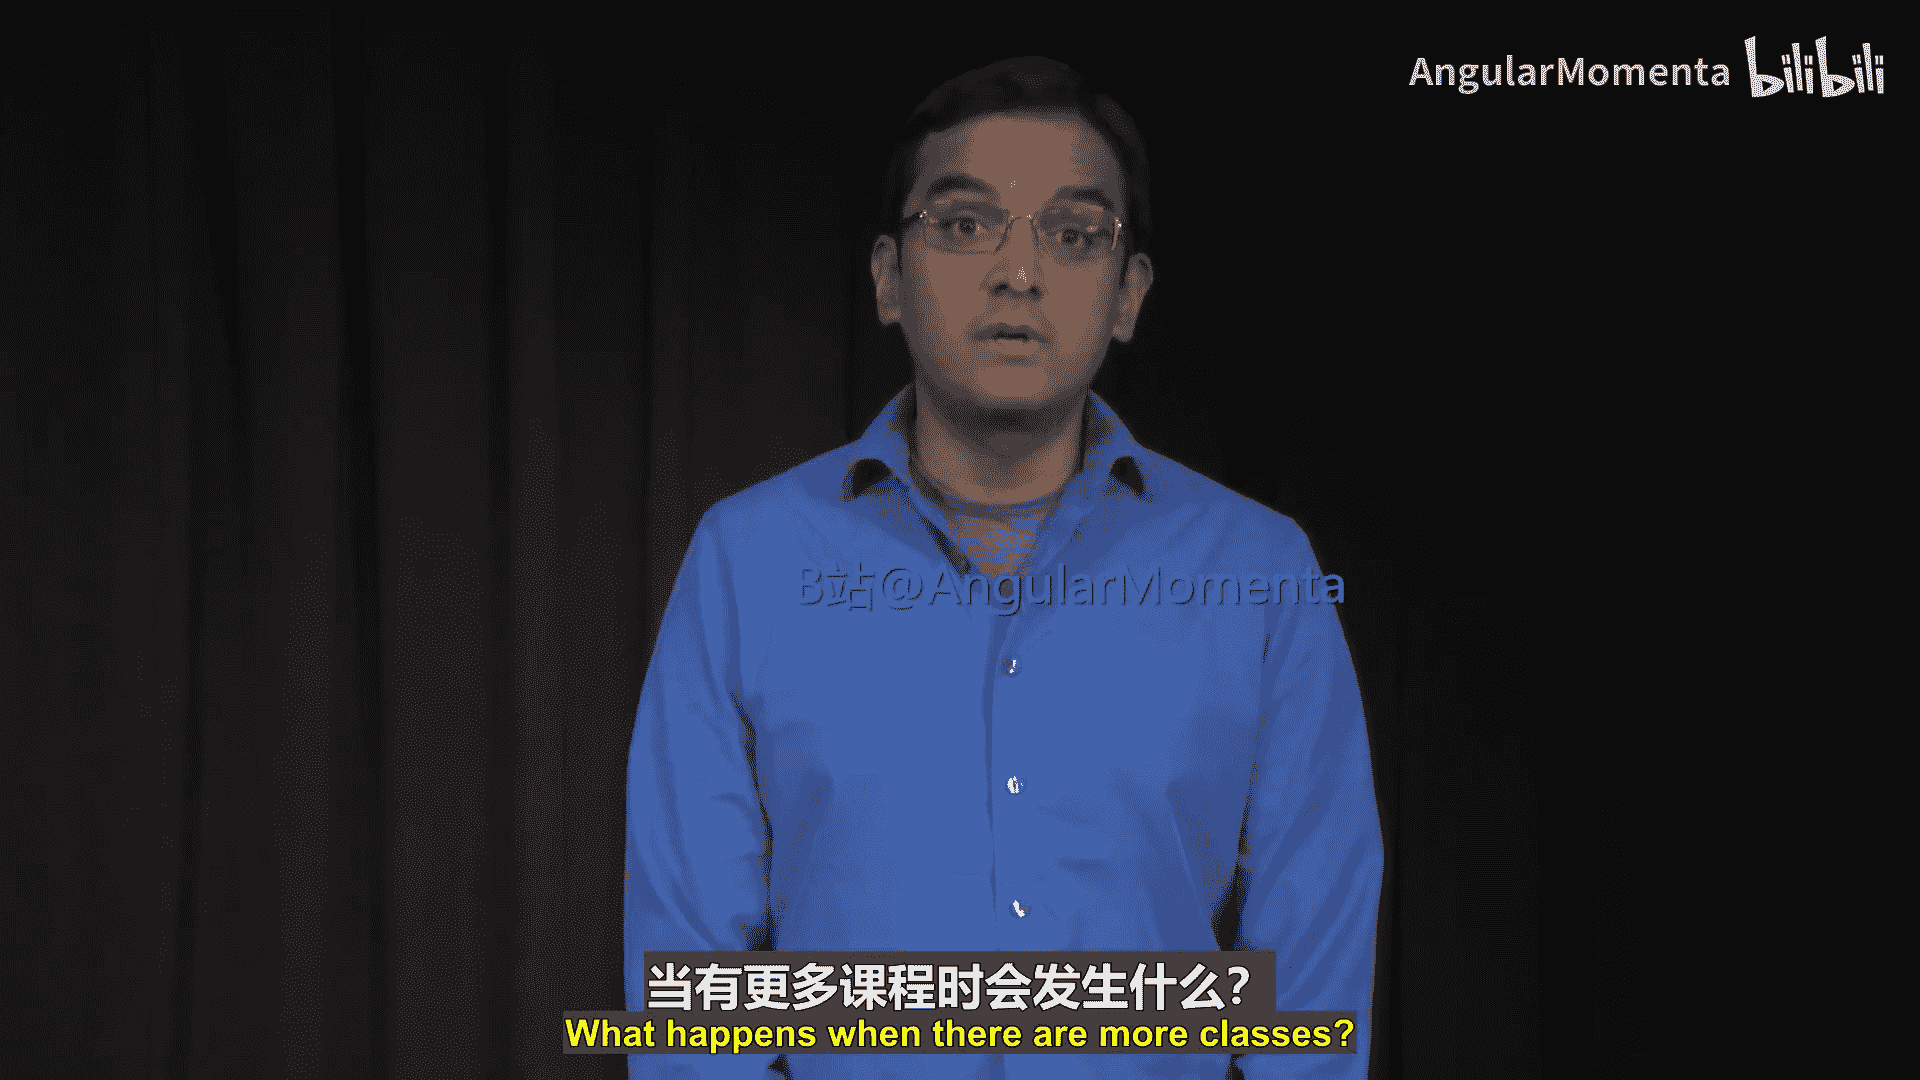 AngularMomenta bilibili
B站@AngularMomenta
当有更多课程时会发生什么?
What happens when there are more classes?